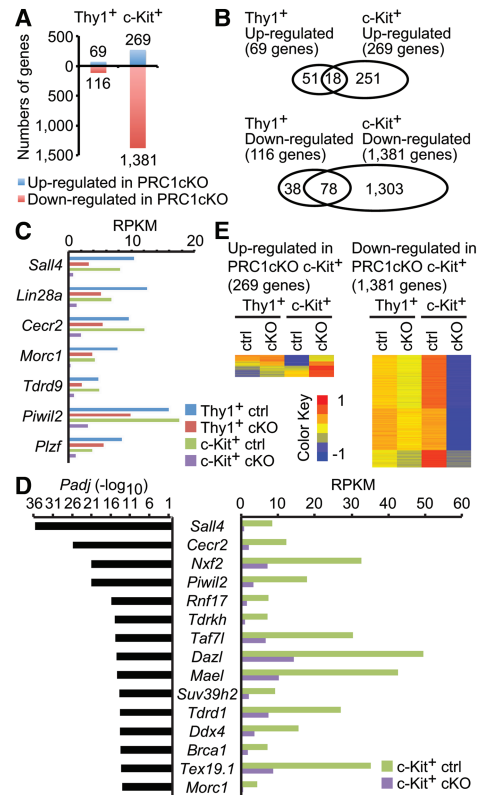 A
Thy1+ c-Kit+
Numbers of genes
500
0
500
1,000
1,500
69
269
116
1,381
Up-regulated in PRC1cKO
Down-regulated in PRC1cKO
B
Thy1+
Up-regulated
(69 genes)
c-Kit+
Up-regulated
(269 genes)
51 18 251
Thy1+
Down-regulated
(116 genes)
c-Kit+
Down-regulated
(1,381 genes)
38 78 1,303
C
RPKM
0 10 20
Sall4
Lin28a
Cecr2
Morc1
Tdrd9
Piwil2
Plzf
Thy1+ ctrl
Thy1+ cKO
c-Kit+ ctrl
c-Kit+ cKO
E
Up-regulated in
PRC1cKO c-Kit+
(269 genes)
Thy1+ c-Kit+
ctrl cKO ctrl cKO
Color Key
1
-1
Down-regulated in
PRC1cKO c-Kit+
(1,381 genes)
Thy1+ c-Kit+
ctrl cKO ctrl cKO
D
Padj (-log10)
36 31 26 21 16 11 6 1
RPKM
0 10 20 30 40 50 60
Sall4
Cecr2
Nxf2
Piwil2
Rnf17
Tdrkh
Taf7l
Dazl
Mael
Suv39h2
Tdrd1
Ddx4
Brca1
Tex19.1
Morc1
c-Kit+ ctrl
c-Kit+ cKO